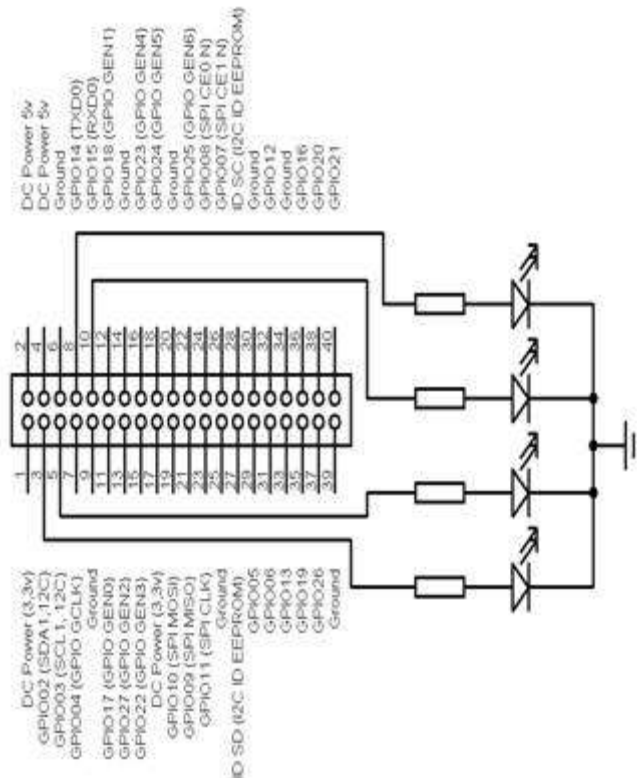 DC Power 5v
DC Power 5v
Ground
GPIO14 (TXD0)
GPIO15 (RXD0)
GPIO18 (GPIO GEN1)
Ground
GPIO23 (GPIO GEN4)
GPIO24 (GPIO GEN5)
Ground
GPIO25 (GPIO GEN6)
GPIO08 (SPI CE0 N)
GPIO07 (SPI CE1 N)
ID SC (I2C ID EEPROM)
Ground
GPIO12
Ground
GPIO16
GPIO20
GPIO21
2
4
6
8
10
12
14
16
18
20
22
24
26
28
30
32
34
36
38
40
1
3
5
7
9
11
13
15
17
19
21
23
25
27
29
31
33
35
37
39
DC Power (3,3v)
GPIO02 (SDA1,12C)
GPIO03 (SCL1, 12C)
GPIO04 (GPIO GCLK)
Ground
GPIO17 (GPIO GEN0)
GPIO27 (GPIO GEN2)
GPIO22 (GPIO GEN3)
DC Power (3,3v)
GPIO10 (SPI MOSI)
GPIO09 (SPI MISO)
GPIO11 (SPI CLK)
Ground
ID SD (I2C ID EEPROM)
GPIO05
GPIO06
GPIO13
GPIO19
GPIO26
Ground